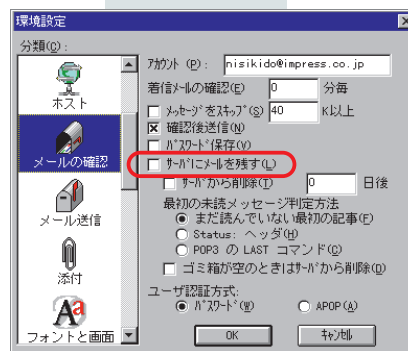 環境設定
分類(C):
ホスト
メールの確認
メール送信
添付
フォントと画面
アカウント (P): nisikido@impress.co.jp
着信メールの確認(E) 0 分毎
メッセージをスキップ(S) 40 K以上
確認後送信(N)
パスワード保存(V)
サーバにメールを残す(L)
サーバから削除(T) 0 日後
最初の未読メッセージ判定方法
まだ読んでいない最初の記事(F)
Status: ヘッダ(H)
POP3 の LAST コマンド(O)
ゴミ箱が空のときはサーバから削除(D)
ユーザ認証方式:
パスワード(W) APOP(A)
OK キャンセル